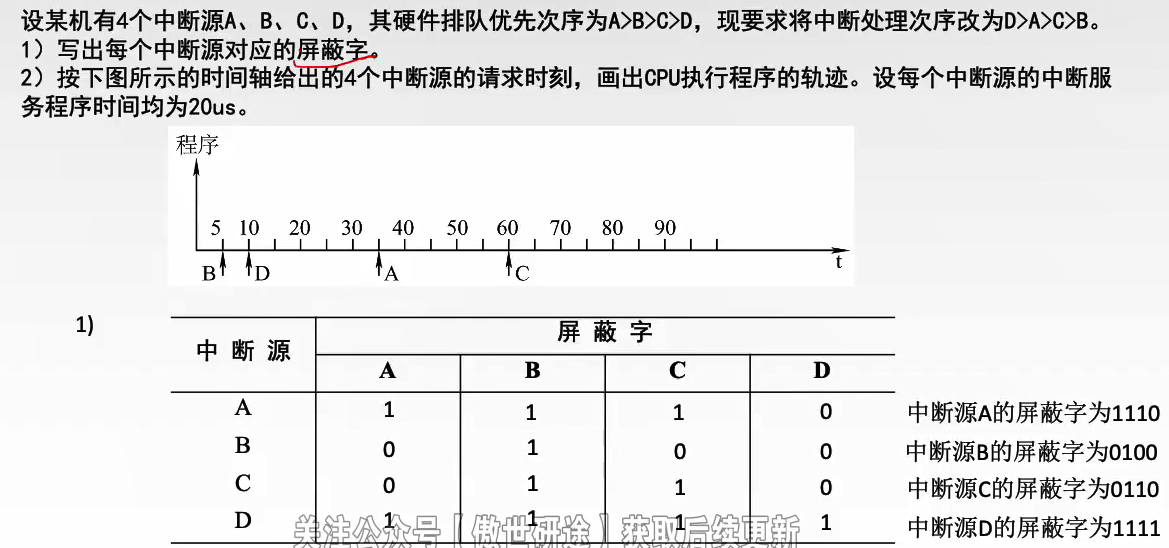 设某机有4个中断源A、B、C、D，其硬件排队优先次序为A>B>C>D，现要求将中断处理次序改为D>A>C>B。
1）写出每个中断源对应的屏蔽字。
2）按下图所示的时间轴给出的4个中断源的请求时刻，画出CPU执行程序的轨迹。设每个中断源的中断服
务程序时间均为20us。
程序
5 10 20 30 40 50 60 70 80 90
B D A C t
1)
中断源 屏蔽字
A B C D
A 1 1 1 0 中断源A的屏蔽字为1110
B 0 1 0 0 中断源B的屏蔽字为0100
C 0 1 1 0 中断源C的屏蔽字为0110
D 1 1 1 1 中断源D的屏蔽字为1111
关注公众号【傲世研途】获取后续更新